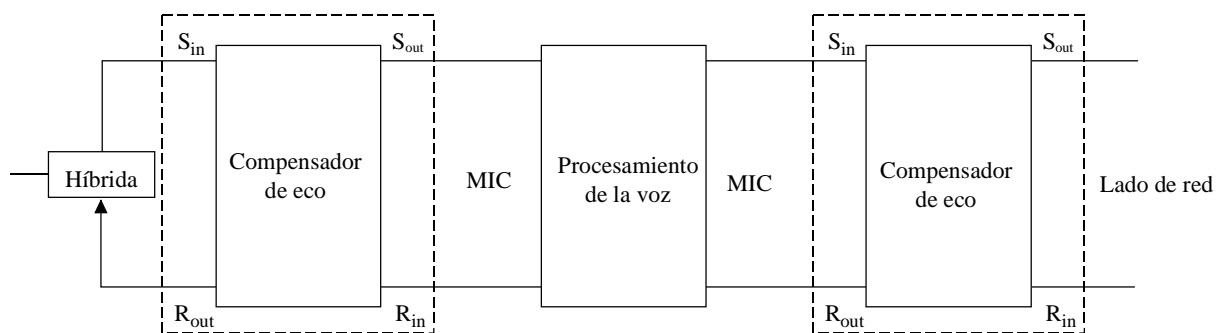 S_in
S_out
S_in
S_out
Híbrida
Compensador
de eco
MIC
Procesamiento
de la voz
MIC
Compensador
de eco
Lado de red
R_out
R_in
R_out
R_in